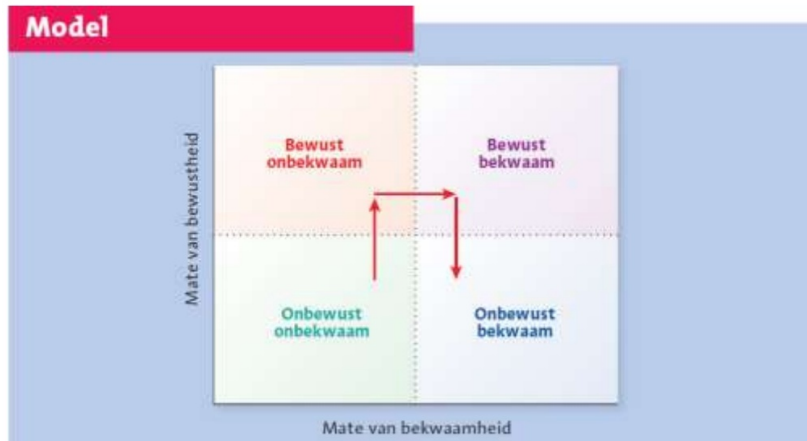 Model
Mate van bewustheid
Bewust
onbekwaam
Bewust
bekwaam
Onbewust
onbekwaam
Onbewust
bekwaam
Mate van bekwaamheid